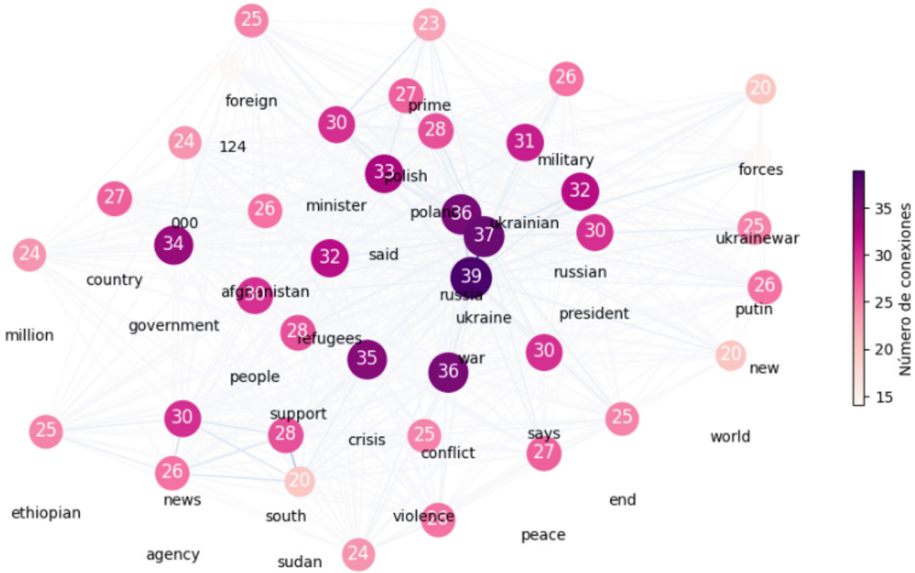 25
23
26
20
27
foreign
prime
30
28
24
124
31
military
33
polish
forces
32
27
26
minister
000
36
poland
37
ukrainian
30
25
ukrainewar
34
32
said
24
country
39
russian
26
afghanistan
30
russia
putin
government
ukraine
president
million
28
refugees
35
war
30
20
new
people
36
support
30
28
25
crisis
conflict
says
25
world
25
27
26
20
news
end
ethiopian
south
violence
peace
agency
sudan
24
35
30
25
20
15
Número de conexiones